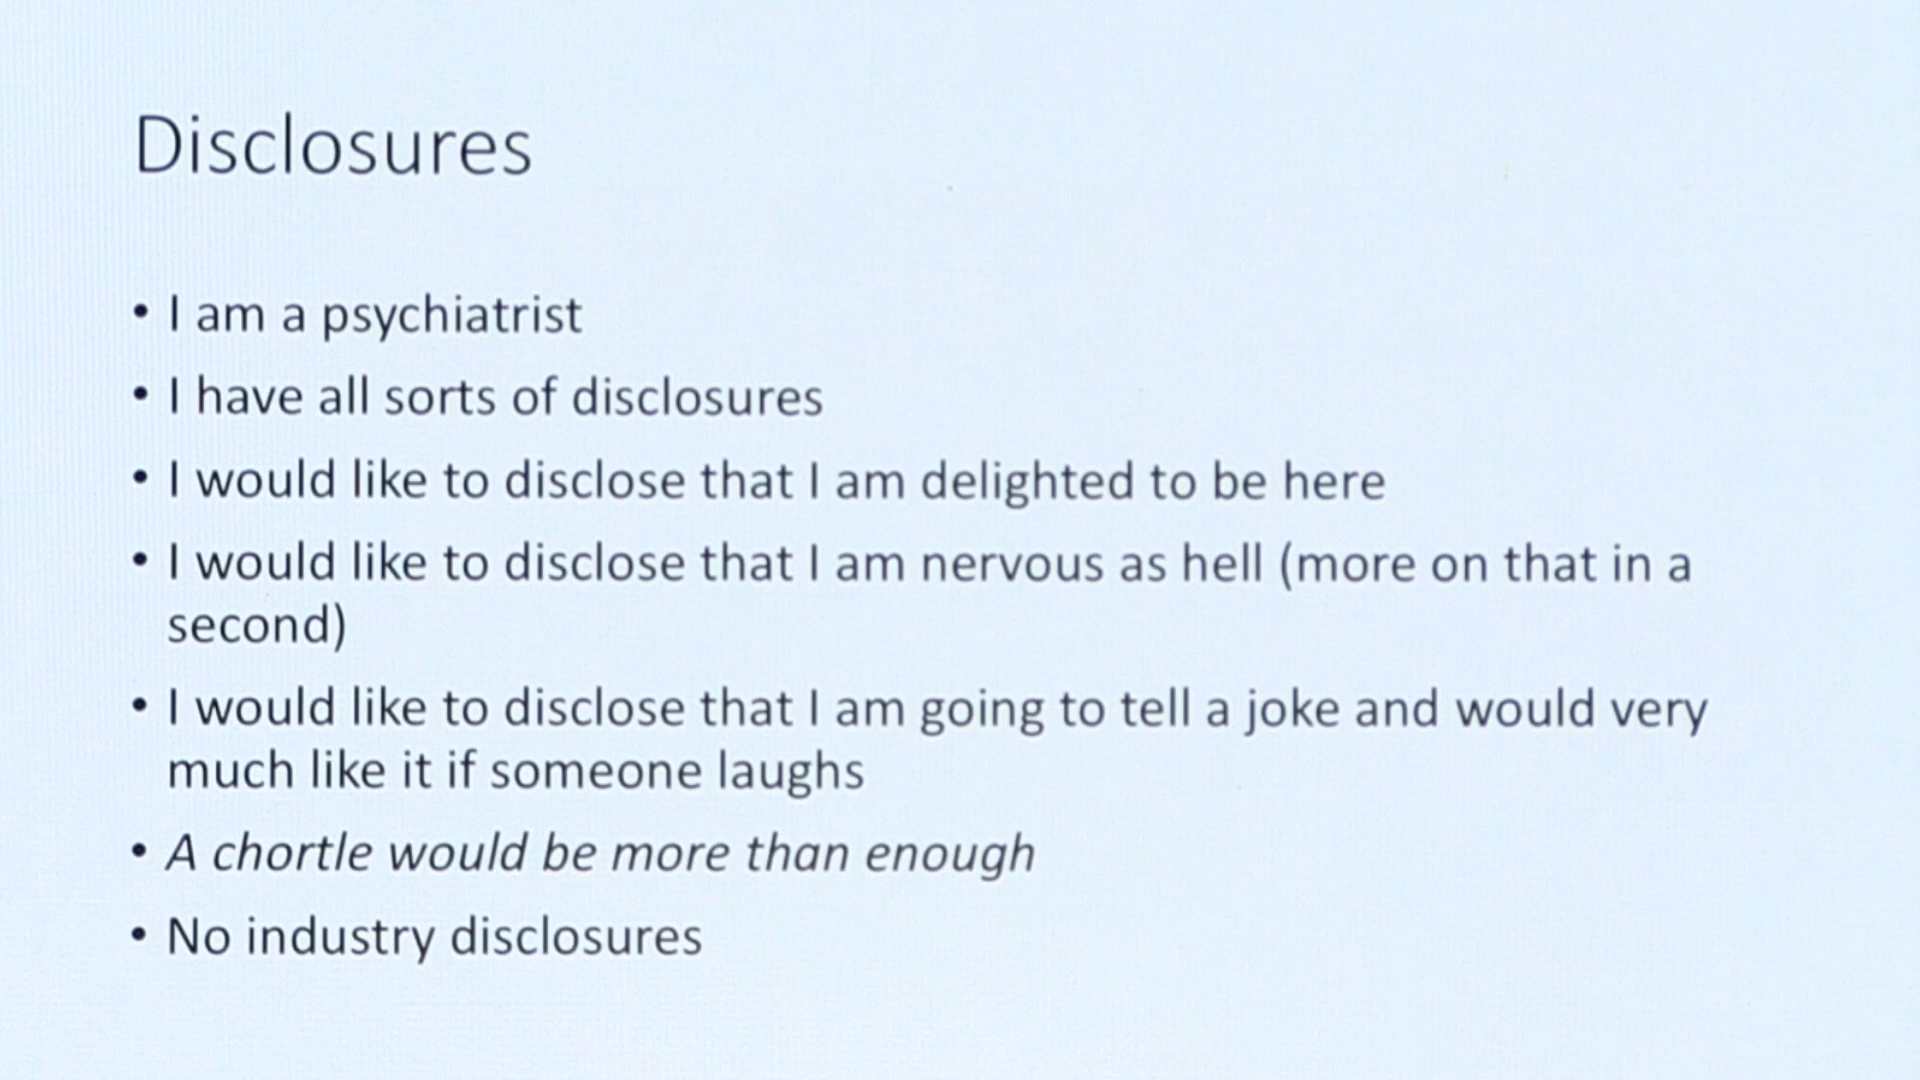 Disclosures
• I am a psychiatrist
• I have all sorts of disclosures
• I would like to disclose that I am delighted to be here
• I would like to disclose that I am nervous as hell (more on that in a
second)
• I would like to disclose that I am going to tell a joke and would very
much like it if someone laughs
• A chortle would be more than enough
• No industry disclosures